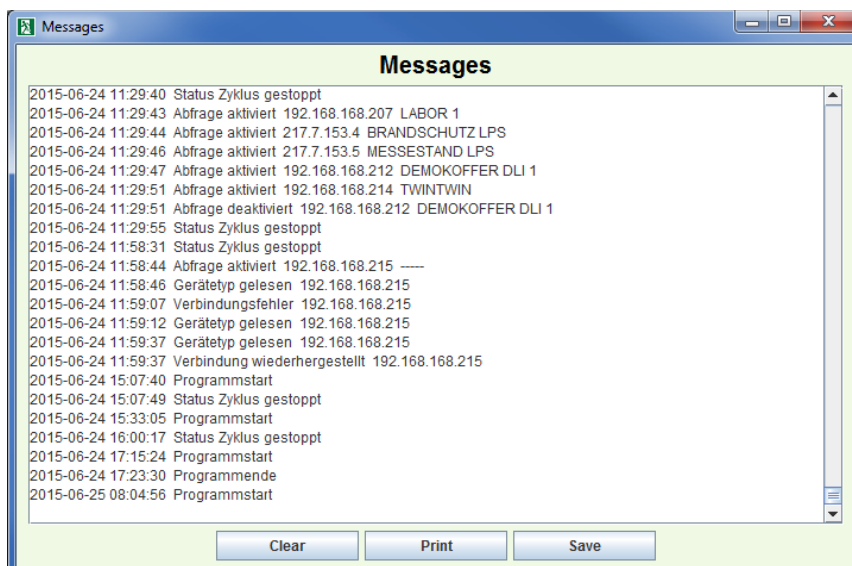 Messages
Messages
2015-06-24 11:29:40 Status Zyklus gestoppt
2015-06-24 11:29:43 Abfrage aktiviert 192.168.168.207 LABOR 1
2015-06-24 11:29:44 Abfrage aktiviert 217.7.153.4 BRANDSCHUTZ LPS
2015-06-24 11:29:46 Abfrage aktiviert 217.7.153.5 MESSESTAND LPS
2015-06-24 11:29:47 Abfrage aktiviert 192.168.168.212 DEMOKOFFER DLI 1
2015-06-24 11:29:51 Abfrage aktiviert 192.168.168.214 TWINTWIN
2015-06-24 11:29:51 Abfrage deaktiviert 192.168.168.212 DEMOKOFFER DLI 1
2015-06-24 11:29:55 Status Zyklus gestoppt
2015-06-24 11:58:31 Status Zyklus gestoppt
2015-06-24 11:58:44 Abfrage aktiviert 192.168.168.215 -----
2015-06-24 11:58:46 Gerätetyp gelesen 192.168.168.215
2015-06-24 11:59:07 Verbindungsfehler 192.168.168.215
2015-06-24 11:59:12 Gerätetyp gelesen 192.168.168.215
2015-06-24 11:59:37 Gerätetyp gelesen 192.168.168.215
2015-06-24 11:59:37 Verbindung wiederhergestellt 192.168.168.215
2015-06-24 15:07:40 Programmstart
2015-06-24 15:07:49 Status Zyklus gestoppt
2015-06-24 15:33:05 Programmstart
2015-06-24 16:00:17 Status Zyklus gestoppt
2015-06-24 17:15:24 Programmstart
2015-06-24 17:23:30 Programmende
2015-06-25 08:04:56 Programmstart
Clear Print Save